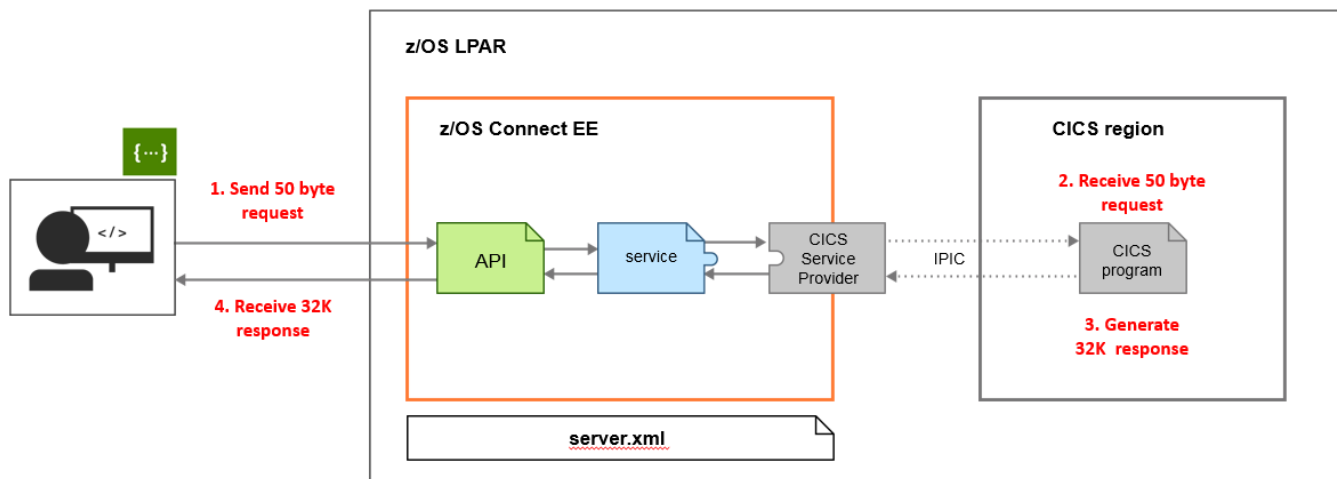 z/OS LPAR
z/OS Connect EE
CICS region
{...}
1. Send 50 byte
request
2. Receive 50 byte
request
</>
API
service
CICS
Service
Provider
IPIC
CICS
program
4. Receive 32K
response
3. Generate
32K response
server.xml